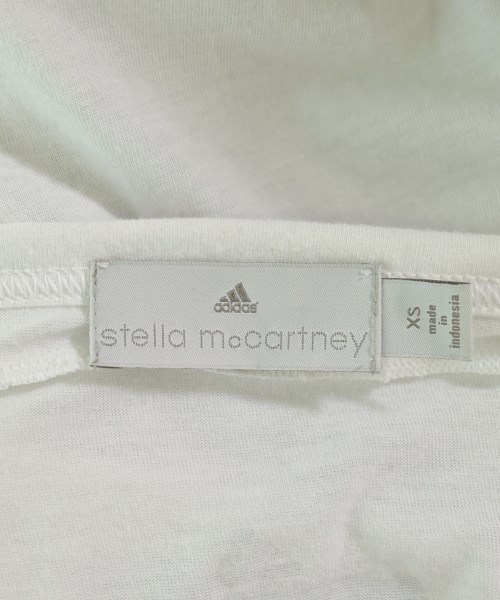 adidas
stella mccartney
XS
made
in
indonesia